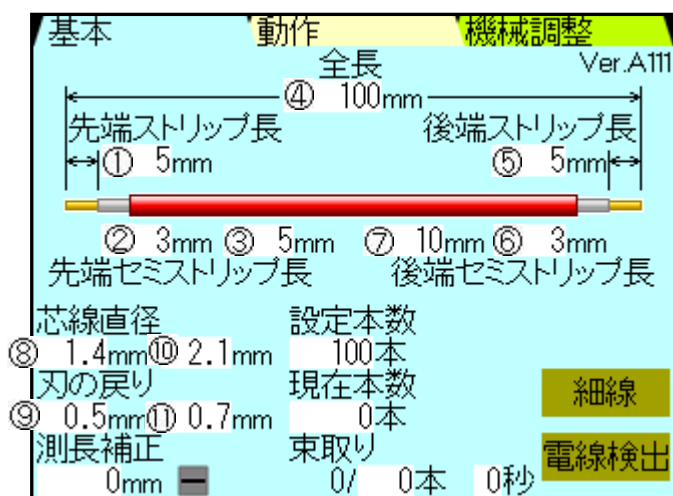 基本 動作 機械調整
全長 Ver.A111
④ 100mm
先端ストリップ長 後端ストリップ長
① 5mm ⑤ 5mm
② 3mm ③ 5mm ⑦ 10mm ⑥ 3mm
先端セミストリップ長 後端セミストリップ長
芯線直径 設定本数
⑧ 1.4mm ⑩ 2.1mm 100本
刃の戻り 現在本数 細線
⑨ 0.5mm ⑪ 0.7mm 0本
測長補正 束取り 電線検出
0mm − 0/ 0本 0秒